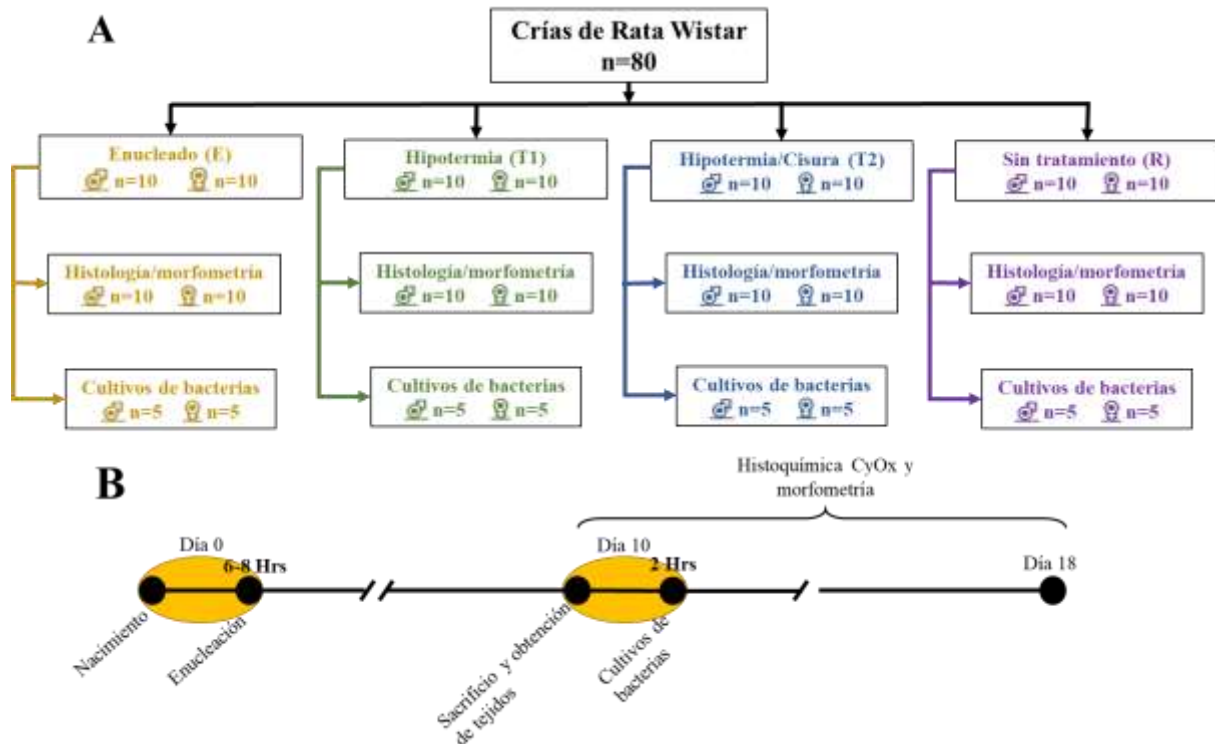 A
Crías de Rata Wistar
n=80
Enucleado (E)
n=10 n=10
Hipotermia (T1)
n=10 n=10
Hipotermia/Cisura (T2)
n=10 n=10
Sin tratamiento (R)
n=10 n=10
Histología/morfometría
n=10 n=10
Histología/morfometría
n=10 n=10
Histología/morfometría
n=10 n=10
Histología/morfometría
n=10 n=10
Cultivos de bacterias
n=5 n=5
Cultivos de bacterias
n=5 n=5
Cultivos de bacterias
n=5 n=5
Cultivos de bacterias
n=5 n=5
B
Histoquímica CyOx y
morfometría
Día 0
6-8 Hrs
Día 10
2 Hrs
Día 18
Nacimiento
Enucleación
Sacrificio y obtención
de tejidos
Cultivos de
bacterias